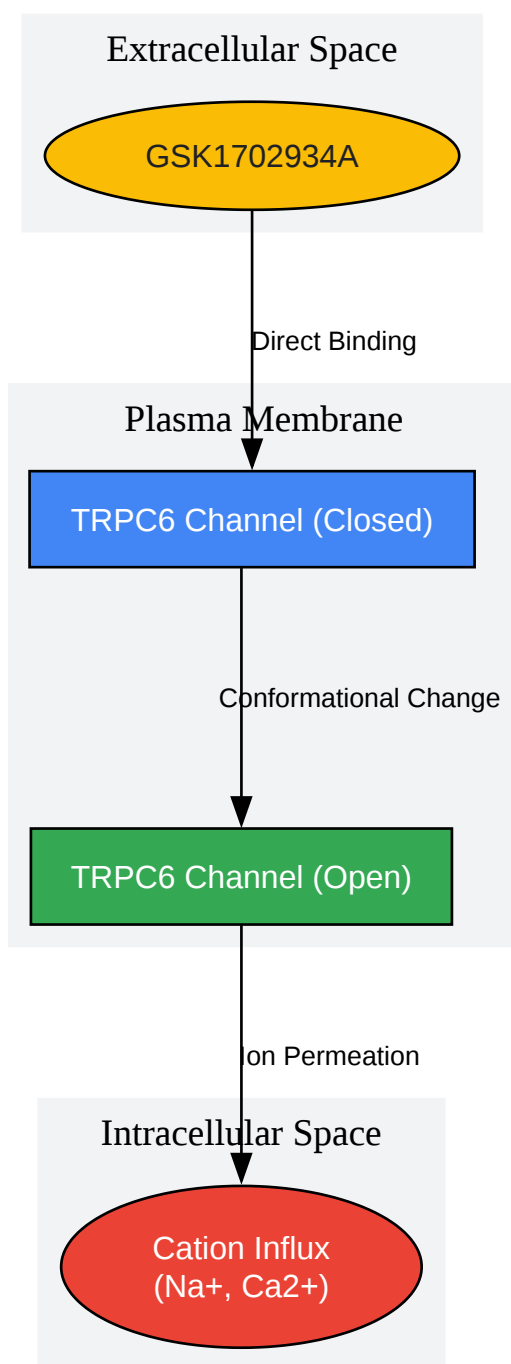 Extracellular Space
GSK1702934A
Direct Binding
Plasma Membrane
TRPC6 Channel (Closed)
Conformational Change
TRPC6 Channel (Open)
Ion Permeation
Intracellular Space
Cation Influx
(Na+, Ca2+)